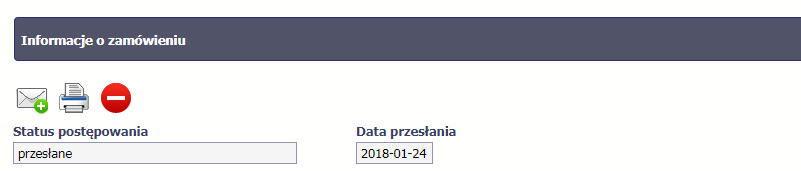 Informacje o zamówieniu
Status postępowania Data przesłania
przesłane 2018-01-24